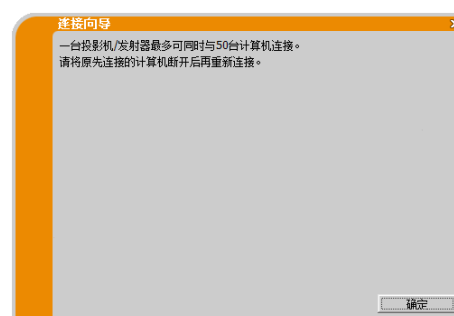 连接向导
一台投影机/发射器最多可同时与50台计算机连接。
请将原先连接的计算机断开后再重新连接。
确定